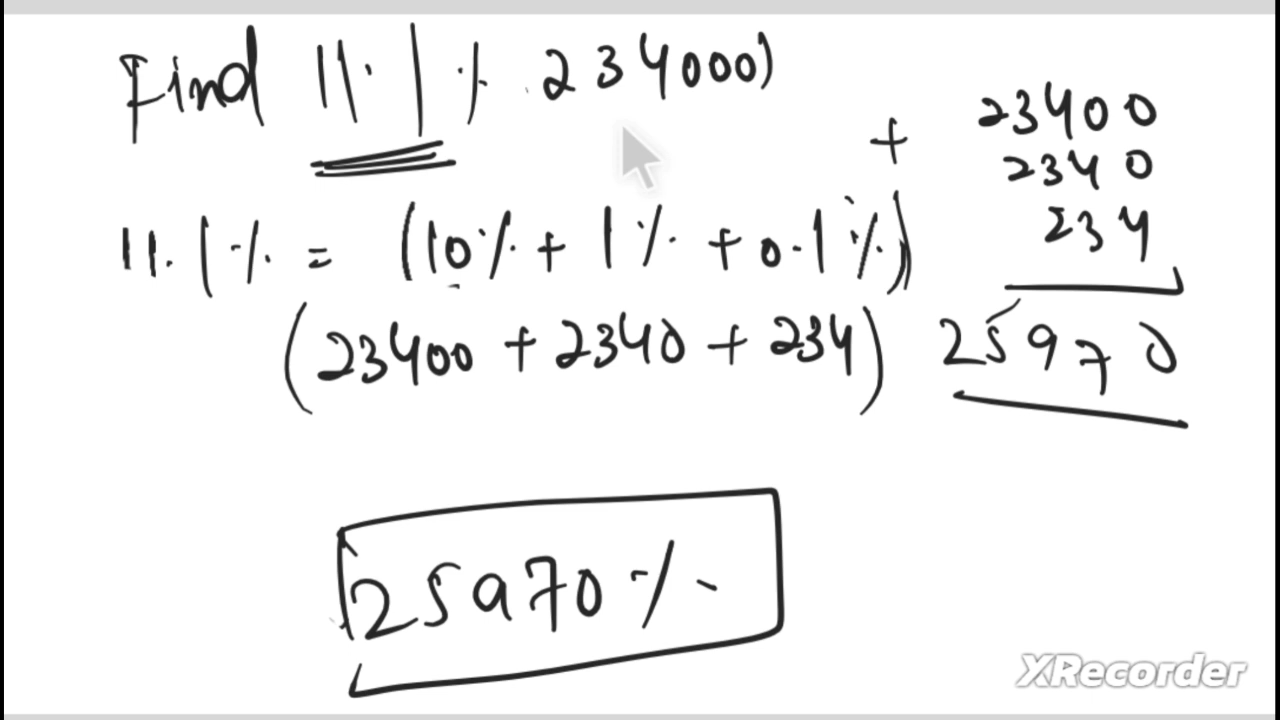 Find 11.1% 234000)
11.1% = (10% + 1% + 0.1%)
(23400 + 2340 + 234)
+ 23400
2340
234
25970
25970%
XRecorder